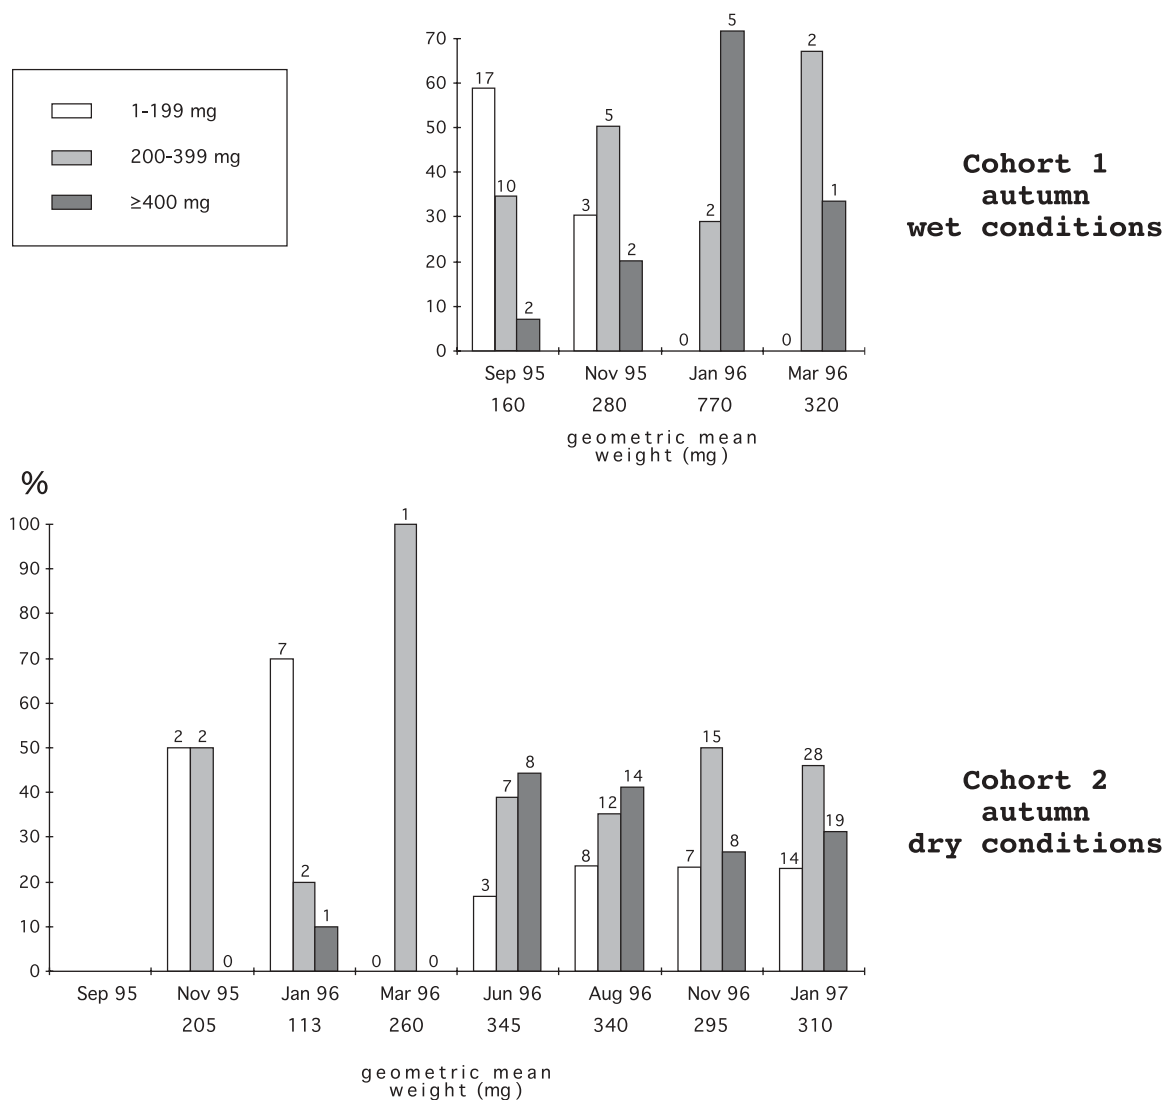 1-199 mg
200-399 mg
≥400 mg
70
60
50
40
30
20
10
0
17
10
2
3
5
2
0
2
5
0
2
1
Sep 95 Nov 95 Jan 96 Mar 96
160 280 770 320
geometric mean
weight (mg)
Cohort 1
autumn
wet conditions
%
100
90
80
70
60
50
40
30
20
10
0
2 2 0
7 2 1
0 1 0
3 7 8
8 12 14
7 15 8
14 28 19
Sep 95 Nov 95 Jan 96 Mar 96 Jun 96 Aug 96 Nov 96 Jan 97
205 113 260 345 340 295 310
geometric mean
weight (mg)
Cohort 2
autumn
dry conditions